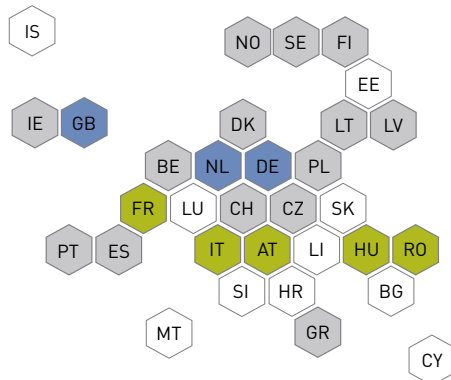 IS
NO SE FI
EE
IE GB DK LT LV
BE NL DE PL
FR LU CH CZ SK
PT ES IT AT LI HU RO
SI HR BG
MT GR
CY